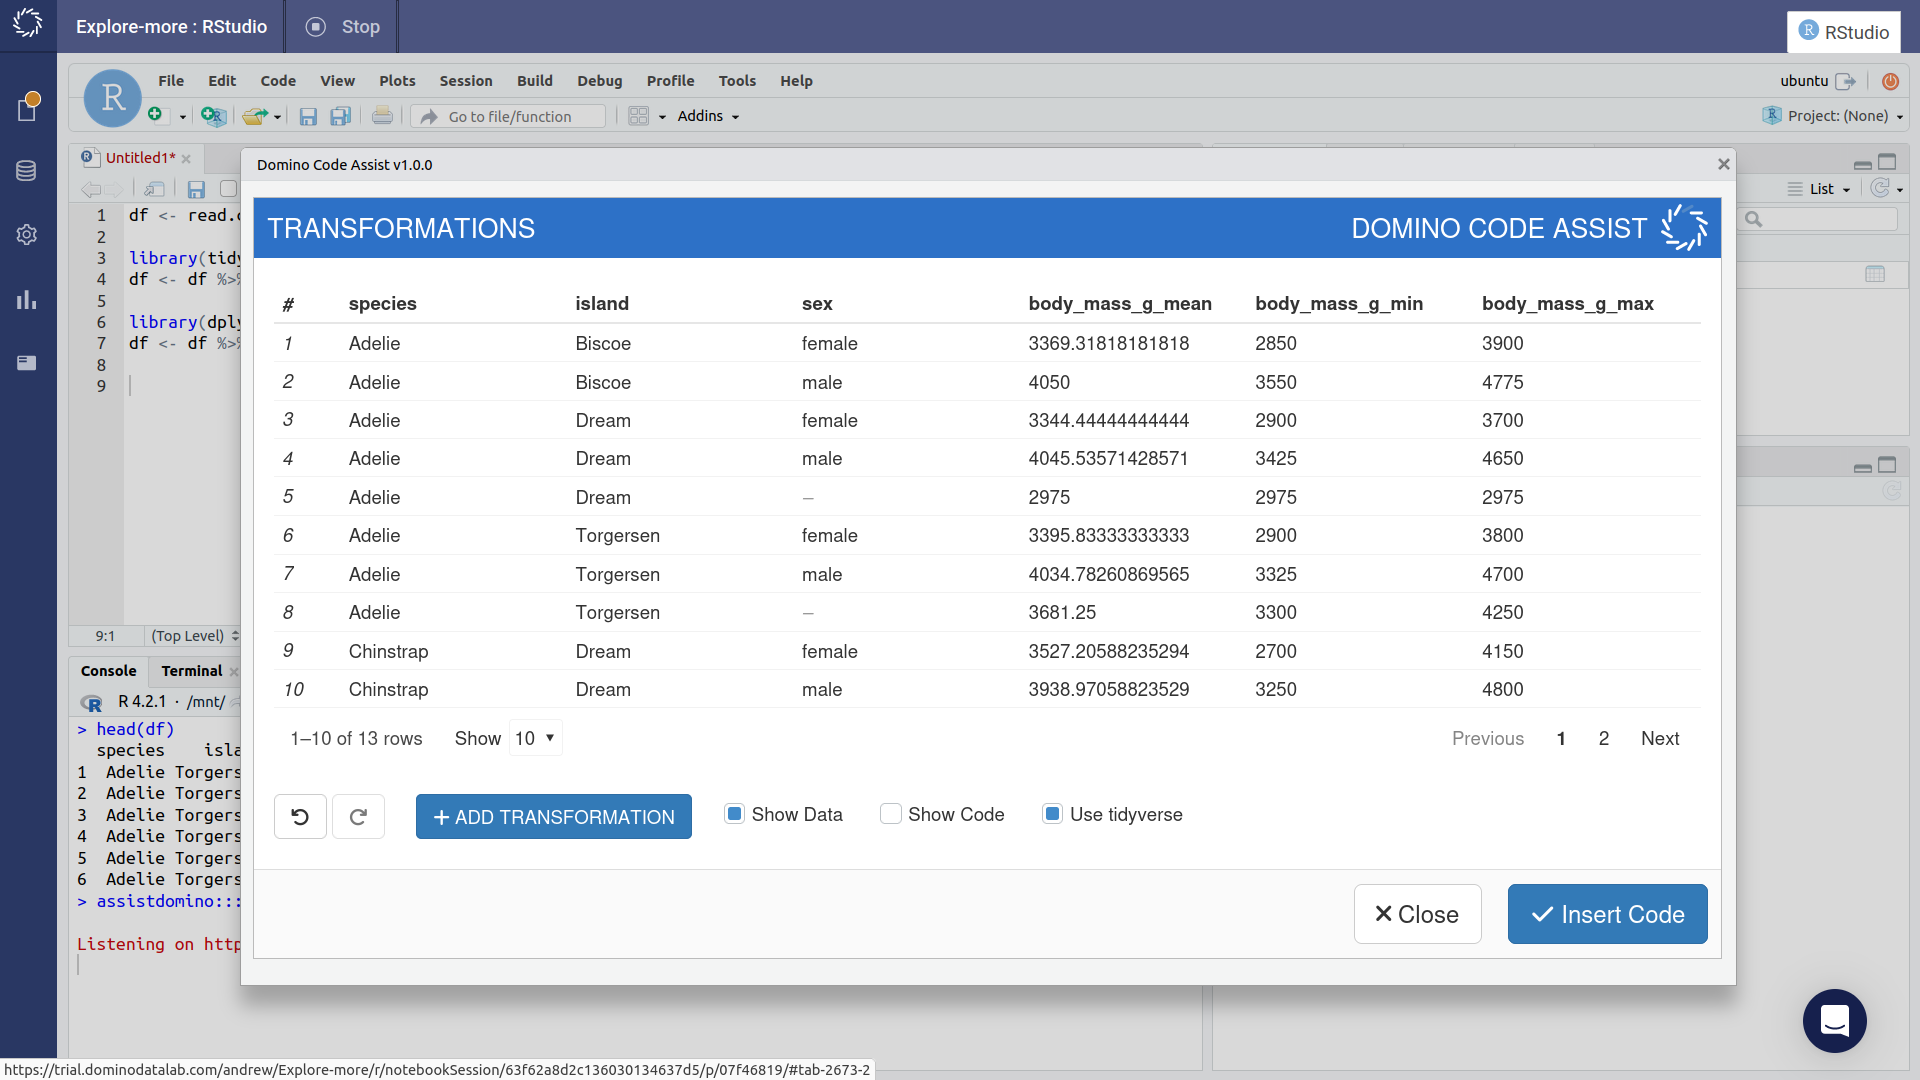 Explore-more : RStudio
Stop
RStudio
File Edit Code View Plots Session Build Debug Profile Tools Help
ubuntu
Go to file/function
Addins
Project: (None)
Untitled1*
List
1 df <- read.
2
3 library(tidy
4 df <- df %>%
5
6 library(dply
7 df <- df %>%
8
9
9:1 (Top Level)
Console Terminal
R 4.2.1 · /mnt/
> head(df)
species isla
1 Adelie Torgers
2 Adelie Torgers
3 Adelie Torgers
4 Adelie Torgers
5 Adelie Torgers
6 Adelie Torgers
> assistdomino:::
Listening on http
Domino Code Assist v1.0.0
TRANSFORMATIONS
DOMINO CODE ASSIST
# species island sex body_mass_g_mean body_mass_g_min body_mass_g_max
1 Adelie Biscoe female 3369.31818181818 2850 3900
2 Adelie Biscoe male 4050 3550 4775
3 Adelie Dream female 3344.44444444444 2900 3700
4 Adelie Dream male 4045.53571428571 3425 4650
5 Adelie Dream – 2975 2975 2975
6 Adelie Torgersen female 3395.83333333333 2900 3800
7 Adelie Torgersen male 4034.78260869565 3325 4700
8 Adelie Torgersen – 3681.25 3300 4250
9 Chinstrap Dream female 3527.20588235294 2700 4150
10 Chinstrap Dream male 3938.97058823529 3250 4800
1–10 of 13 rows Show 10
Previous 1 2 Next
+ ADD TRANSFORMATION
Show Data
Show Code
Use tidyverse
Close
Insert Code
https://trial.dominodatalab.com/andrew/Explore-more/r/notebookSession/63f62a8d2c136030134637d5/p/07f46819/#tab-2673-2